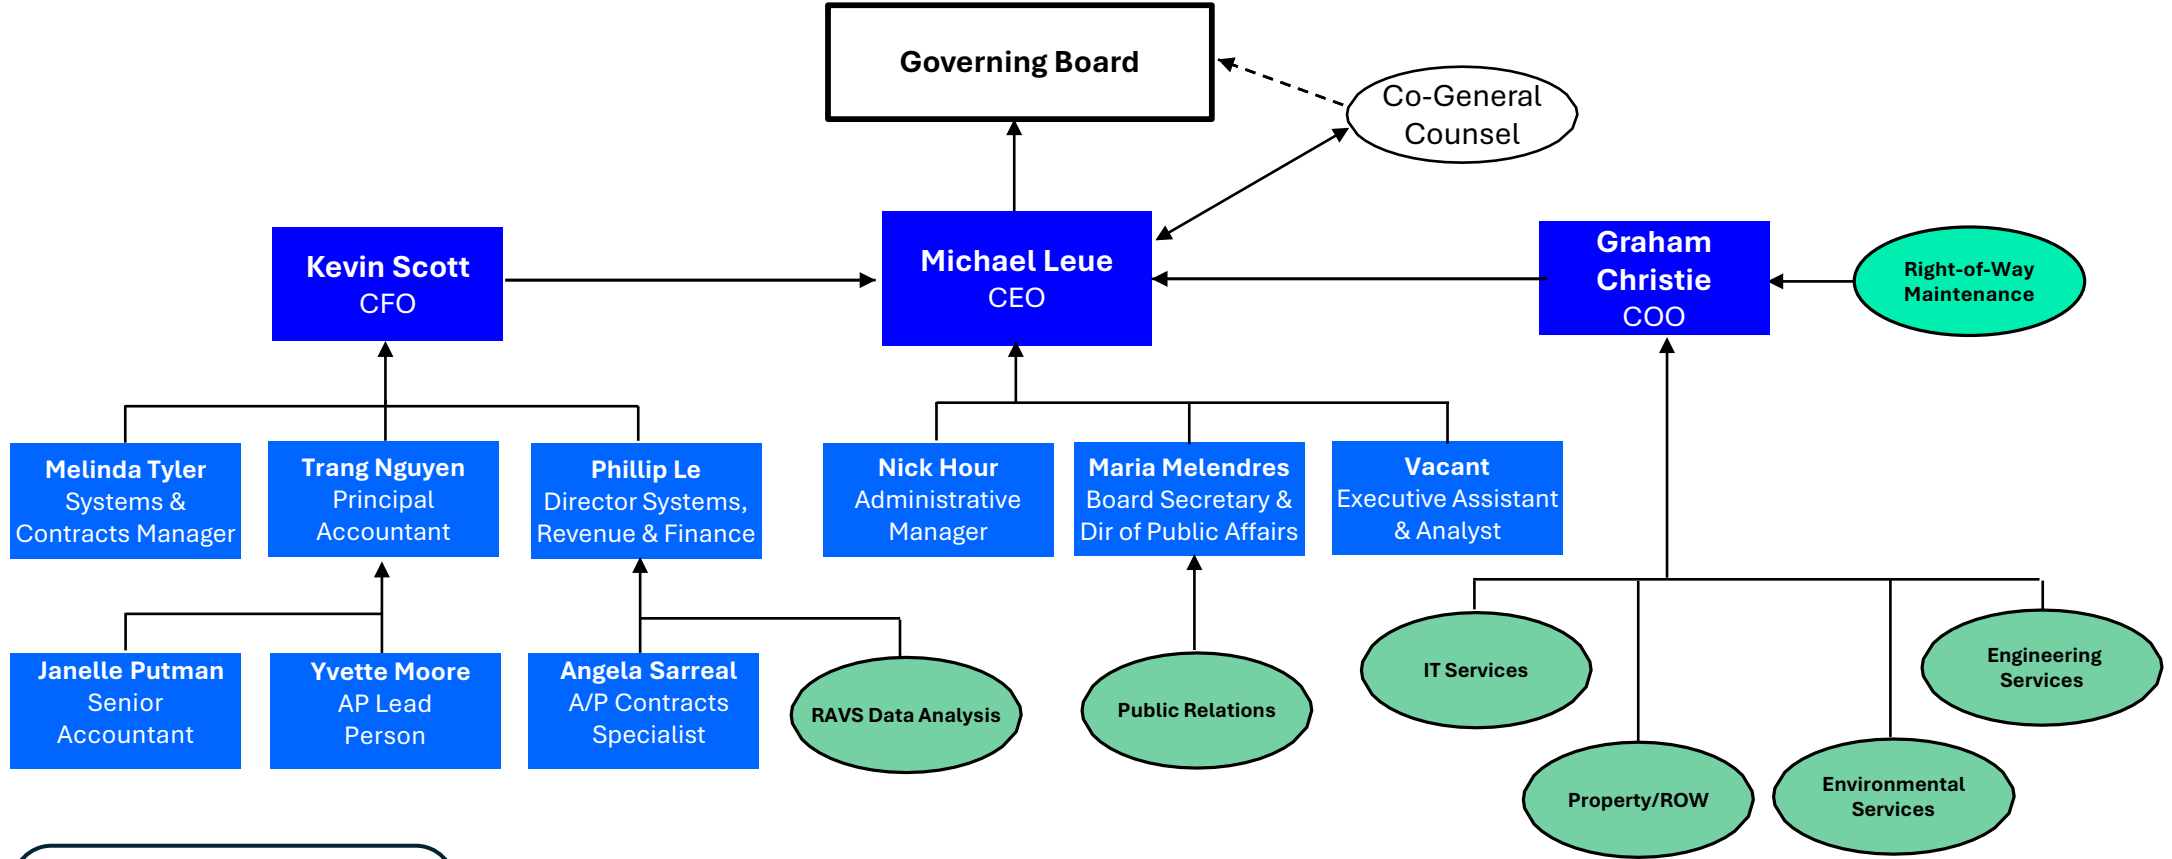 Governing Board
Co-General
Counsel
Kevin Scott
CFO
Michael Leue
CEO
Graham
Christie
COO
Right-of-Way
Maintenance
Melinda Tyler
Systems &
Contracts Manager
Trang Nguyen
Principal
Accountant
Phillip Le
Director Systems,
Revenue & Finance
Nick Hour
Administrative
Manager
Maria Melendres
Board Secretary &
Dir of Public Affairs
Vacant
Executive Assistant
& Analyst
Janelle Putman
Senior
Accountant
Yvette Moore
AP Lead
Person
Angela Sarreal
A/P Contracts
Specialist
RAVS Data Analysis
Public Relations
IT Services
Property/ROW
Environmental
Services
Engineering
Services